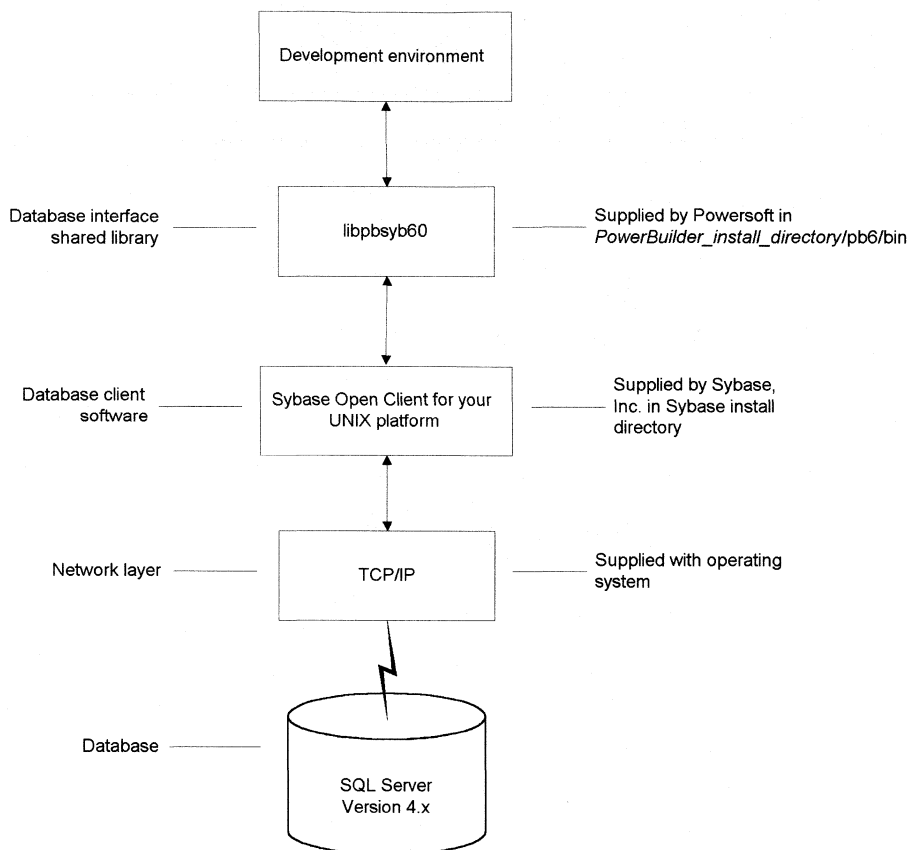 Development environment
Database interface
shared library
libpbsyb60
Supplied by Powersoft in
PowerBuilder_install_directory/pb6/bin
Database client
software
Sybase Open Client for your
UNIX platform
Supplied by Sybase,
Inc. in Sybase install
directory
Network layer
TCP/IP
Supplied with operating
system
Database
SQL Server
Version 4.x